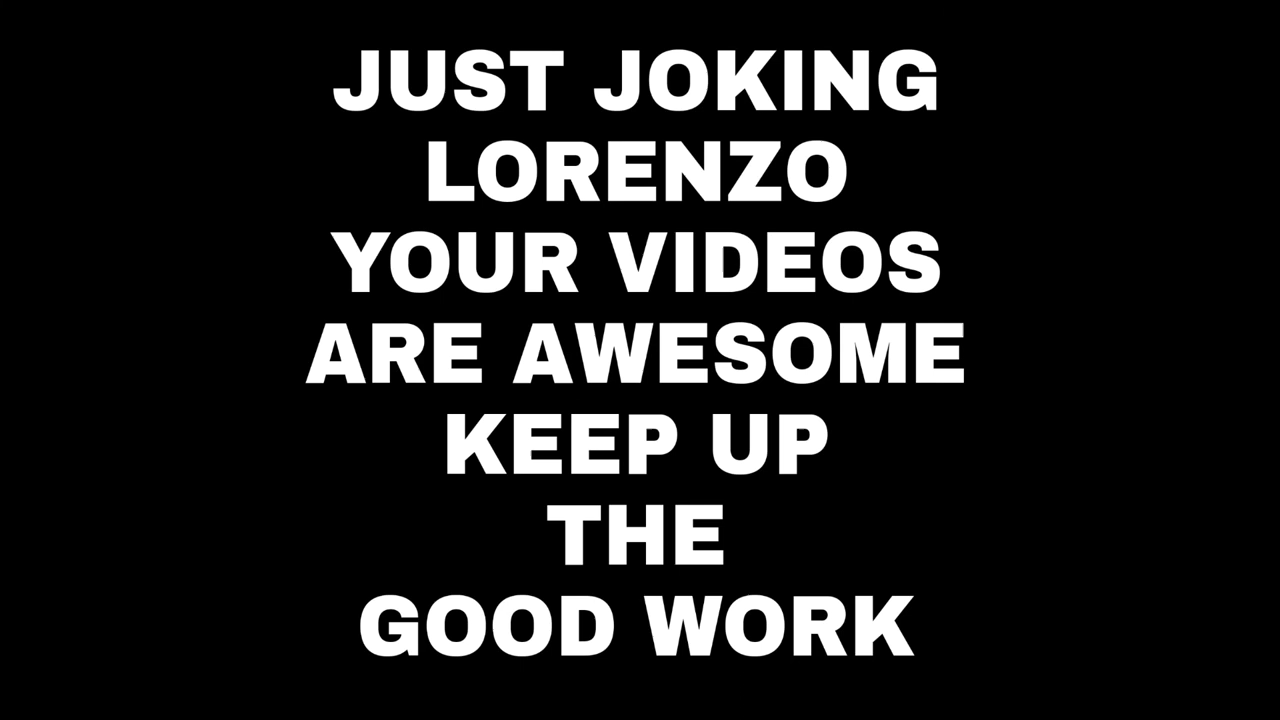 JUST JOKING
LORENZO
YOUR VIDEOS
ARE AWESOME
KEEP UP
THE
GOOD WORK